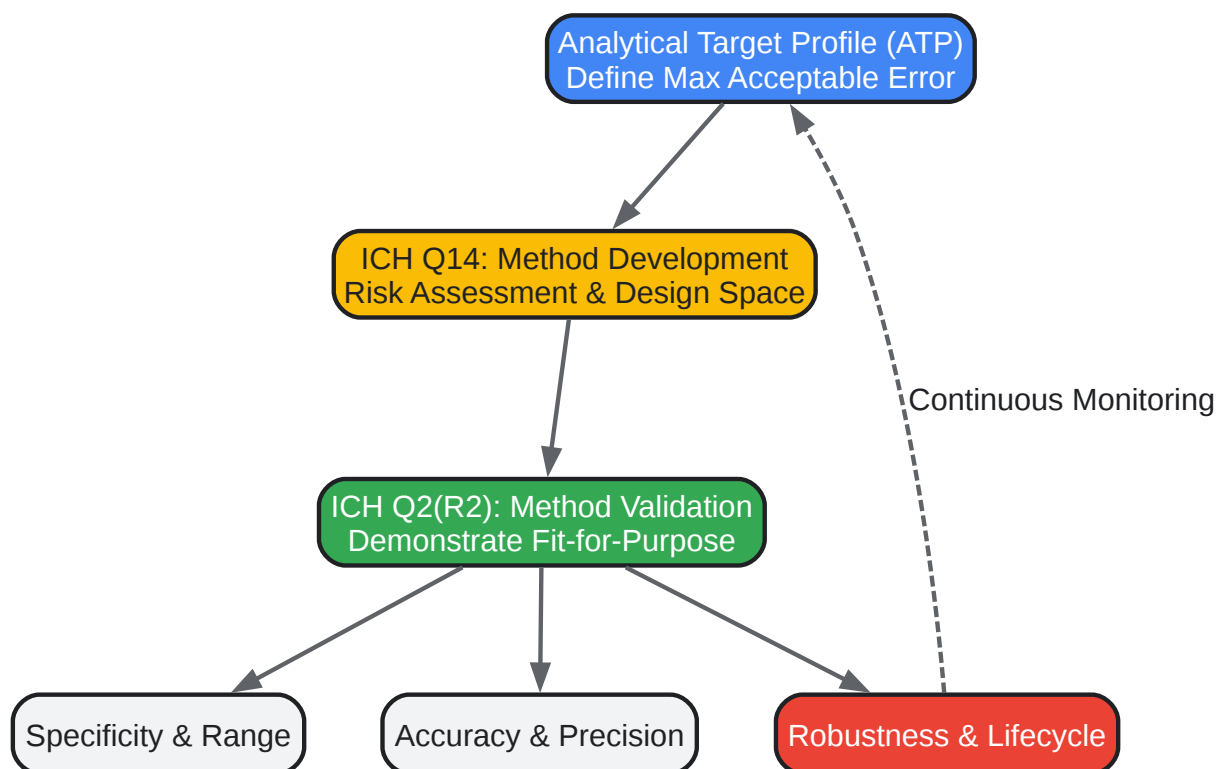 Analytical Target Profile (ATP)
Define Max Acceptable Error
ICH Q14: Method Development
Risk Assessment & Design Space
Continuous Monitoring
ICH Q2(R2): Method Validation
Demonstrate Fit-for-Purpose
Specificity & Range
Accuracy & Precision
Robustness & Lifecycle